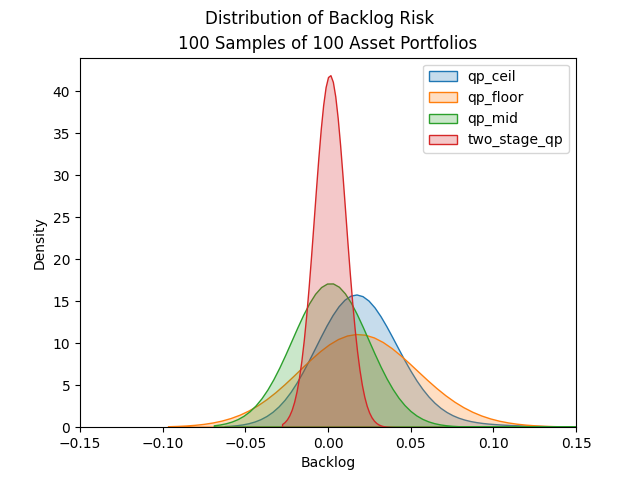 Distribution of Backlog Risk
100 Samples of 100 Asset Portfolios
qp_ceil
qp_floor
qp_mid
two_stage_qp
Density
40
35
30
25
20
15
10
5
0
−0.15
−0.10
−0.05
0.00
0.05
0.10
0.15
Backlog